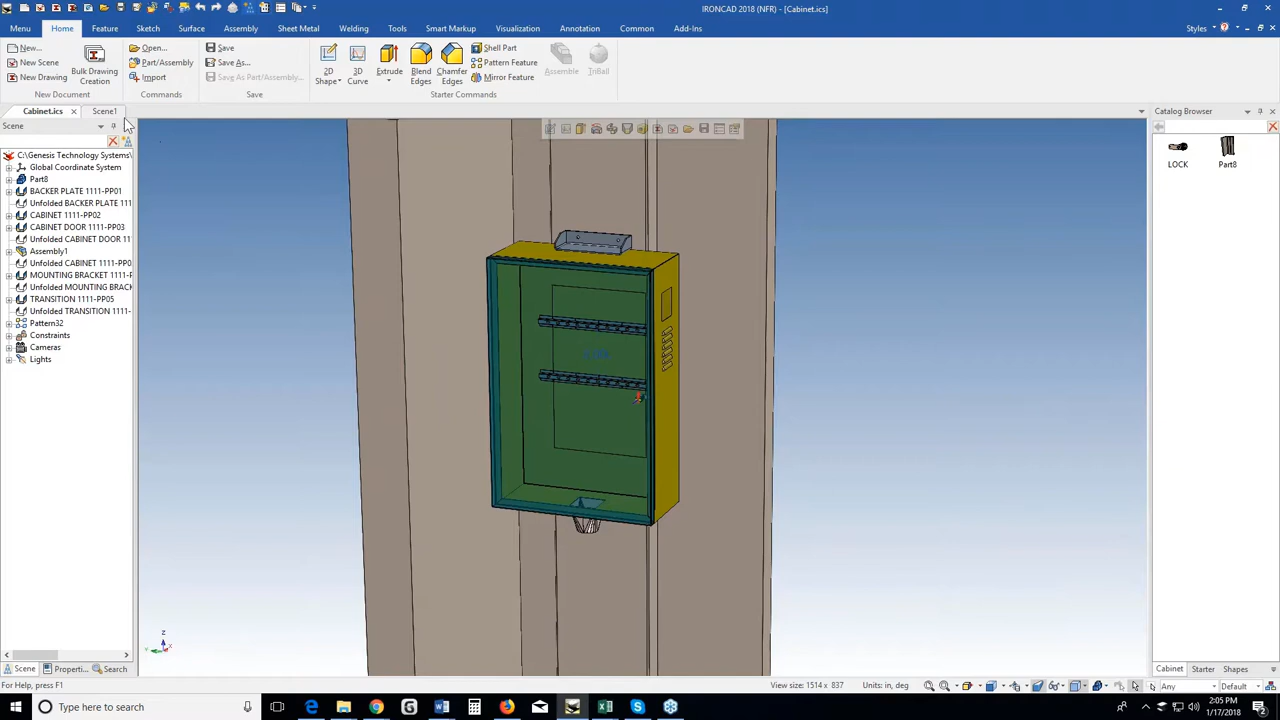 IRONCAD 2018 (NFR) - [Cabinet.ics]
Menu Home Feature Sketch Surface Assembly Sheet Metal Welding Tools Smart Markup Visualization Annotation Common Add-Ins Styles
New... Open... Save Shell Part
New Scene Part/Assembly Save As... Pattern Feature
New Drawing Import Save As Part/Assembly... Mirror Feature
Bulk Drawing Creation 2D Shape 3D Curve Extrude Blend Edges Chamfer Edges Assemble TriBall
New Document Commands Save Starter Commands
Cabinet.ics Scene1
Scene
Catalog Browser
C:\Genesis Technology Systems\
Global Coordinate System
Part8
BACKER PLATE 1111-PP01
Unfolded BACKER PLATE 111
CABINET 1111-PP02
CABINET DOOR 1111-PP03
Unfolded CABINET DOOR 11
Assembly1
Unfolded CABINET 1111-PP0
MOUNTING BRACKET 1111-P
Unfolded MOUNTING BRACK
TRANSITION 1111-PP05
Unfolded TRANSITION 1111-
Pattern32
Constraints
Cameras
Lights
LOCK Part8
Z
Y X
Scene Properti... Search
Cabinet Starter Shapes
For Help, press F1
View size: 1514 x 837 Units: in, deg
Any Default
Type here to search
2:05 PM
1/17/2018